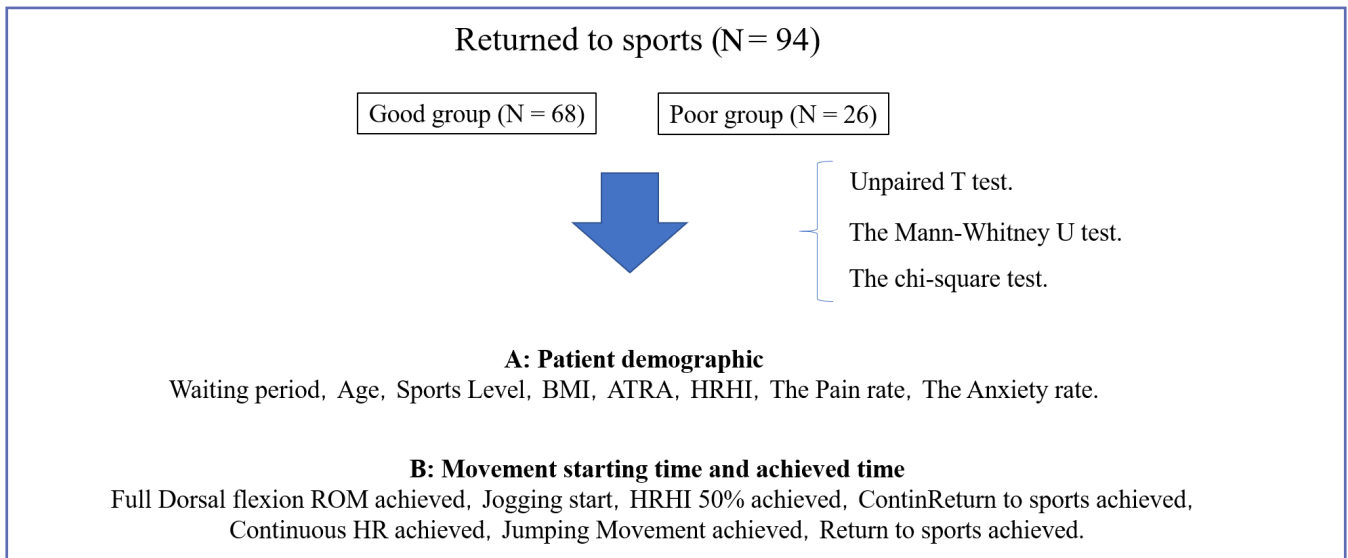 Returned to sports (N= 94)
Good group (N = 68)
Poor group (N = 26)
Unpaired T test.
The Mann-Whitney U test.
The chi-square test.
A: Patient demographic
Waiting period, Age, Sports Level, BMI, ATRA, HRHI, The Pain rate, The Anxiety rate.
B: Movement starting time and achieved time
Full Dorsal flexion ROM achieved, Jogging start, HRHI 50% achieved, ContinReturn to sports achieved,
Continuous HR achieved, Jumping Movement achieved, Return to sports achieved.